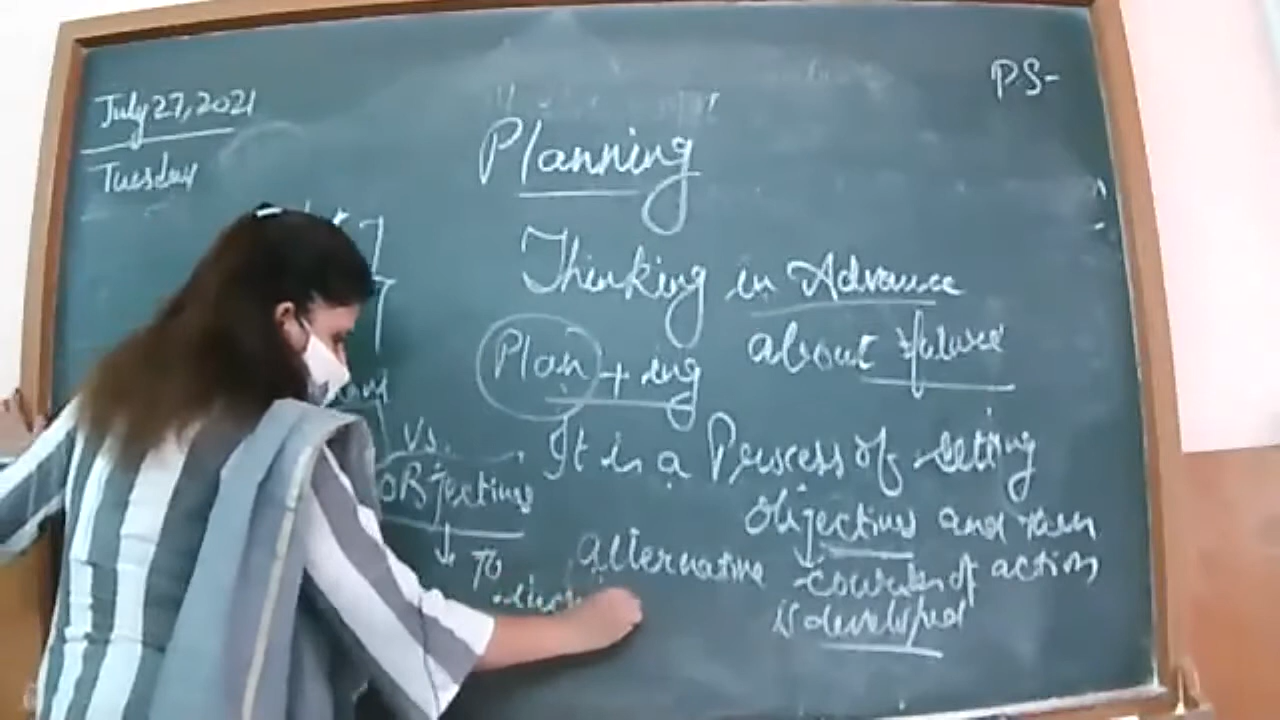 July 27, 2021
Tuesday
PS-
Planning
Thinking in Advance
about future
Plan + ing
It is a Process of setting
Objectives and then
alternative courses of action
is developed
vs.
OBjectives
↓ To